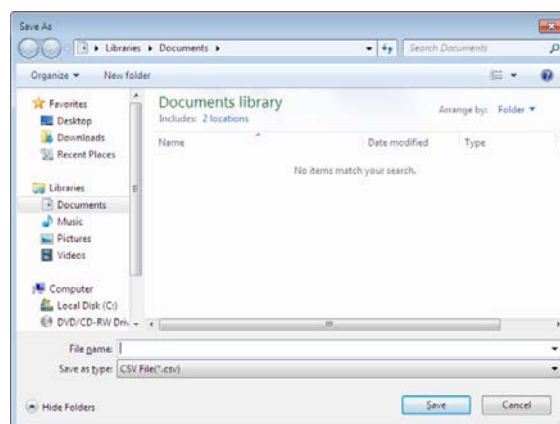 Save As
Libraries Documents
Search Documents
Organize New folder
Favorites
Desktop
Downloads
Recent Places
Libraries
Documents
Music
Pictures
Videos
Computer
Local Disk (C:)
DVD/CD-RW Driv
Documents library
Includes: 2 locations
Arrange by: Folder
Name Date modified Type
No items match your search.
File name:
Save as type: CSV File(*.csv)
Hide Folders Save Cancel